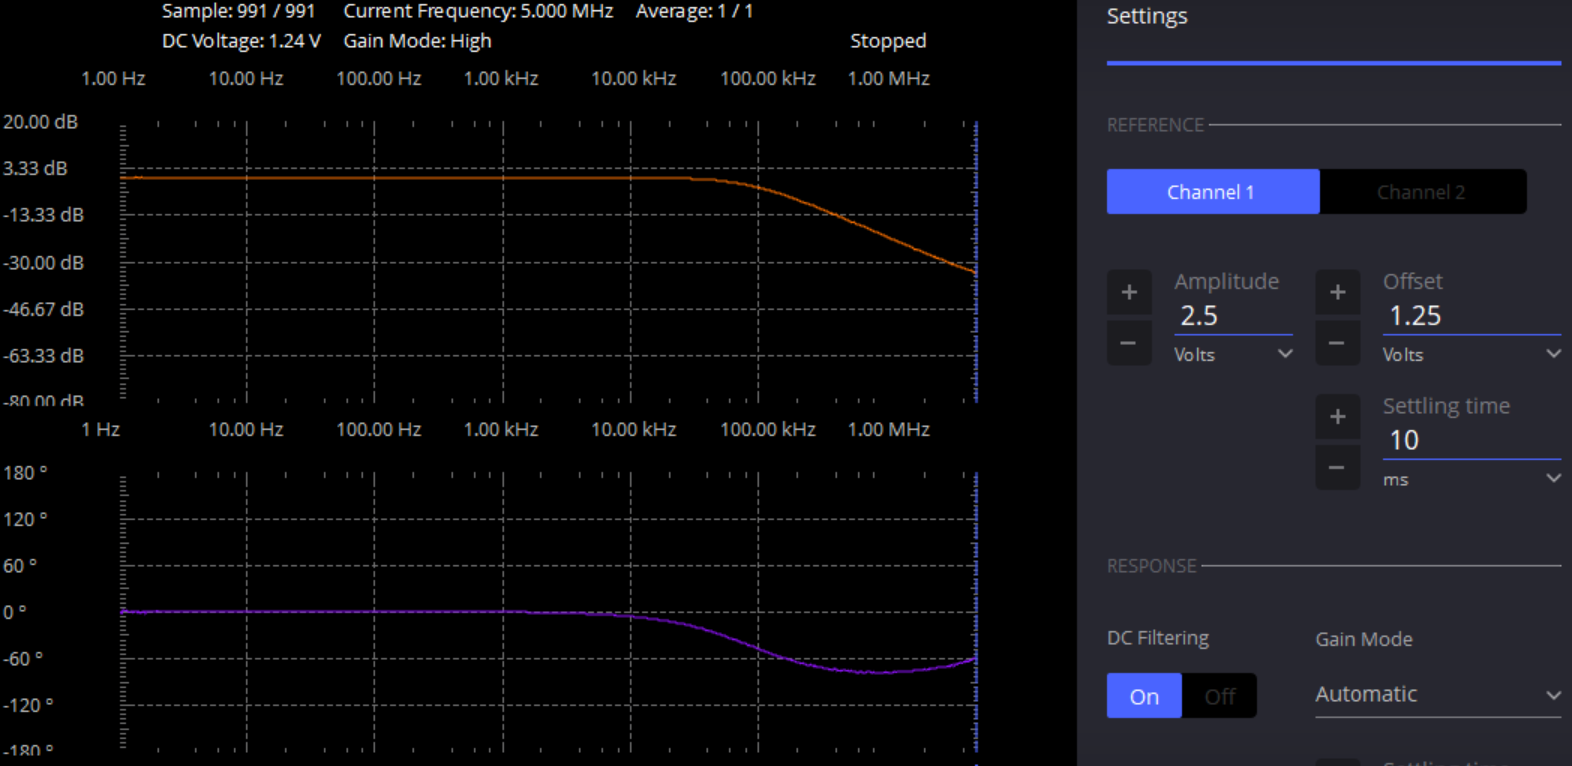 Sample: 991 / 991 Current Frequency: 5.000 MHz Average: 1 / 1
DC Voltage: 1.24 V Gain Mode: High Stopped
1.00 Hz 10.00 Hz 100.00 Hz 1.00 kHz 10.00 kHz 100.00 kHz 1.00 MHz
20.00 dB
3.33 dB
-13.33 dB
-30.00 dB
-46.67 dB
-63.33 dB
-80.00 dB
1 Hz 10.00 Hz 100.00 Hz 1.00 kHz 10.00 kHz 100.00 kHz 1.00 MHz
180 °
120 °
60 °
0 °
-60 °
-120 °
-180 °
Settings
REFERENCE
Channel 1 Channel 2
+ Amplitude + Offset
2.5 1.25
− Volts − Volts
+ Settling time
10
− ms
RESPONSE
DC Filtering Gain Mode
On Off Automatic